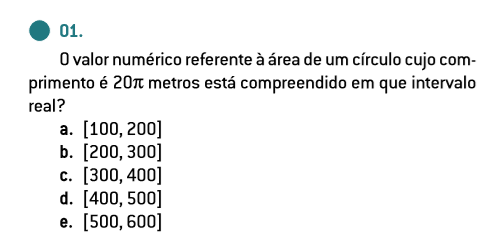 01.
O valor numérico referente à área de um círculo cujo com-
primento é 20π metros está compreendido em que intervalo
real?
a. [100, 200]
b. [200, 300]
c. [300, 400]
d. [400, 500]
e. [500, 600]